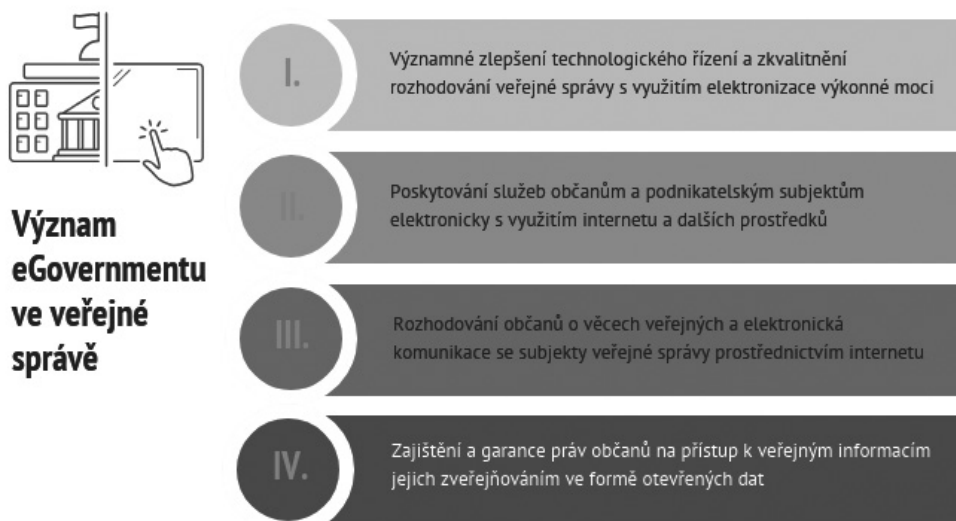 Význam
eGovernmentu
ve veřejné
správě
I.
Významné zlepšení technologického řízení a zkvalitnění
rozhodování veřejné správy s využitím elektronizace výkonné moci
II.
Poskytování služeb občanům a podnikatelským subjektům
elektronicky s využitím internetu a dalších prostředků
III.
Rozhodování občanů o věcech veřejných a elektronická
komunikace se subjekty veřejné správy prostřednictvím internetu
IV.
Zajištění a garance práv občanů na přístup k veřejným informacím
jejich zveřejňováním ve formě otevřených dat